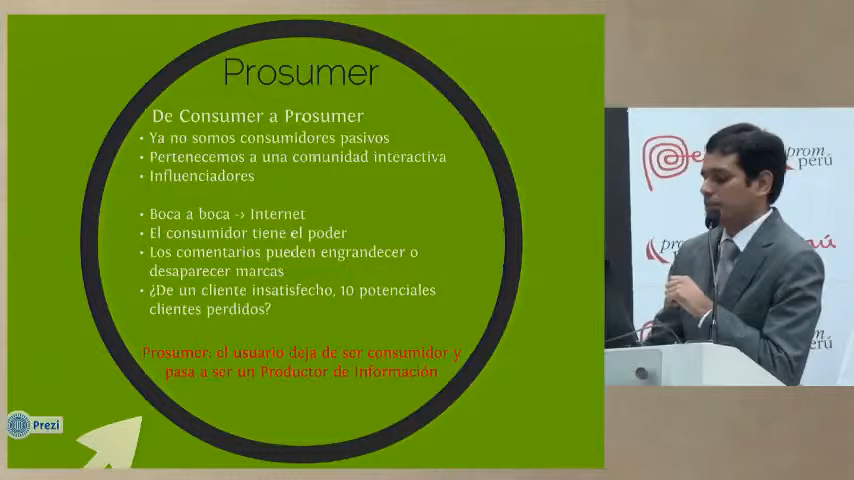 Prosumer
De Consumer a Prosumer
• Ya no somos consumidores pasivos
• Pertenecemos a una comunidad interactiva
• Influenciadores
• Boca a boca -> Internet
• El consumidor tiene el poder
• Los comentarios pueden engrandecer o
desaparecer marcas
• ¿De un cliente insatisfecho, 10 potenciales
clientes perdidos?
Prosumer: el usuario deja de ser consumidor y
pasa a ser un Productor de Información
Prezi
prom
perú